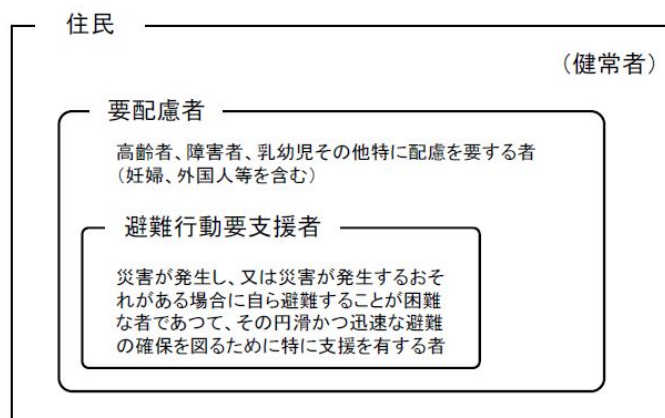 住民
（健常者）
要配慮者
高齢者、障害者、乳幼児その他特に配慮を要する者
（妊婦、外国人等を含む）
避難行動要支援者
災害が発生し、又は災害が発生するおそ
れがある場合に自ら避難することが困難
な者であつて、その円滑かつ迅速な避難
の確保を図るために特に支援を有する者